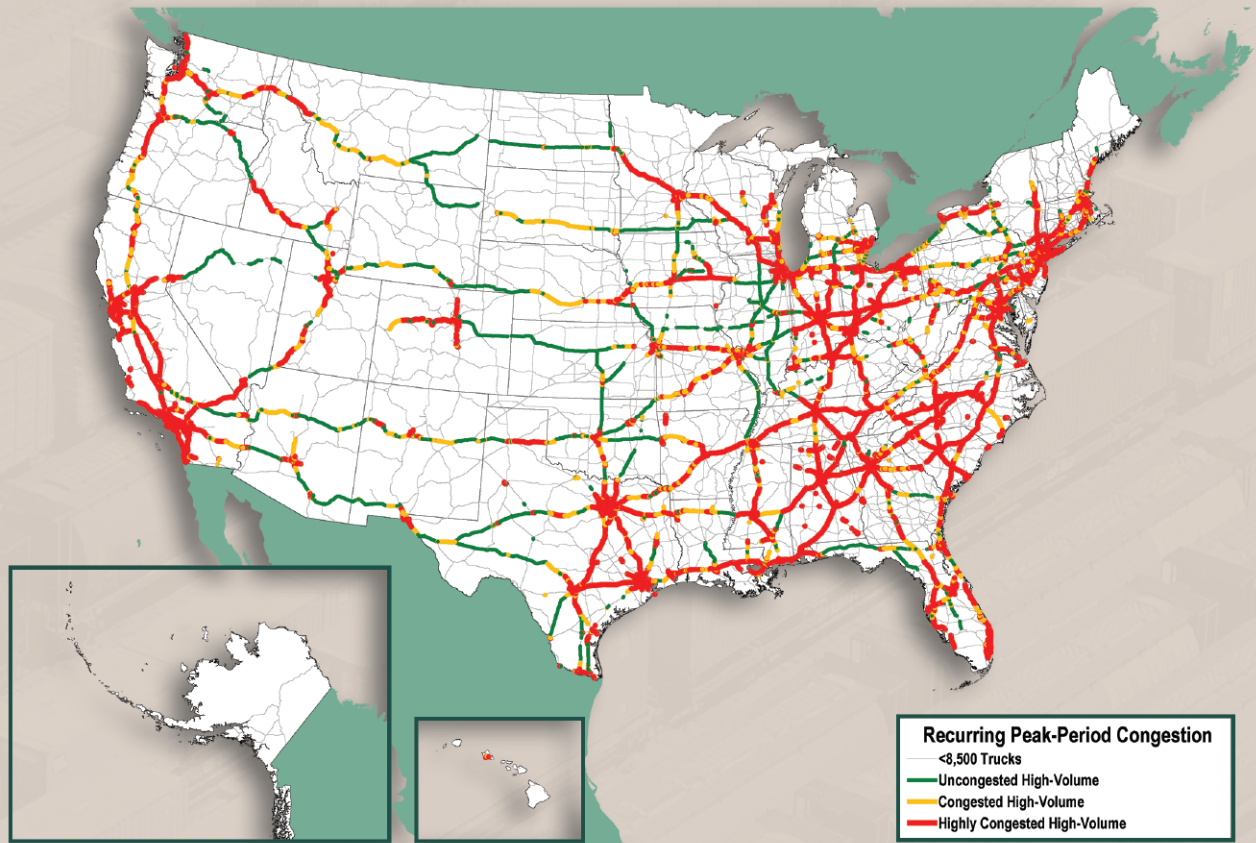 Recurring Peak-Period Congestion
<8,500 Trucks
Uncongested High-Volume
Congested High-Volume
Highly Congested High-Volume